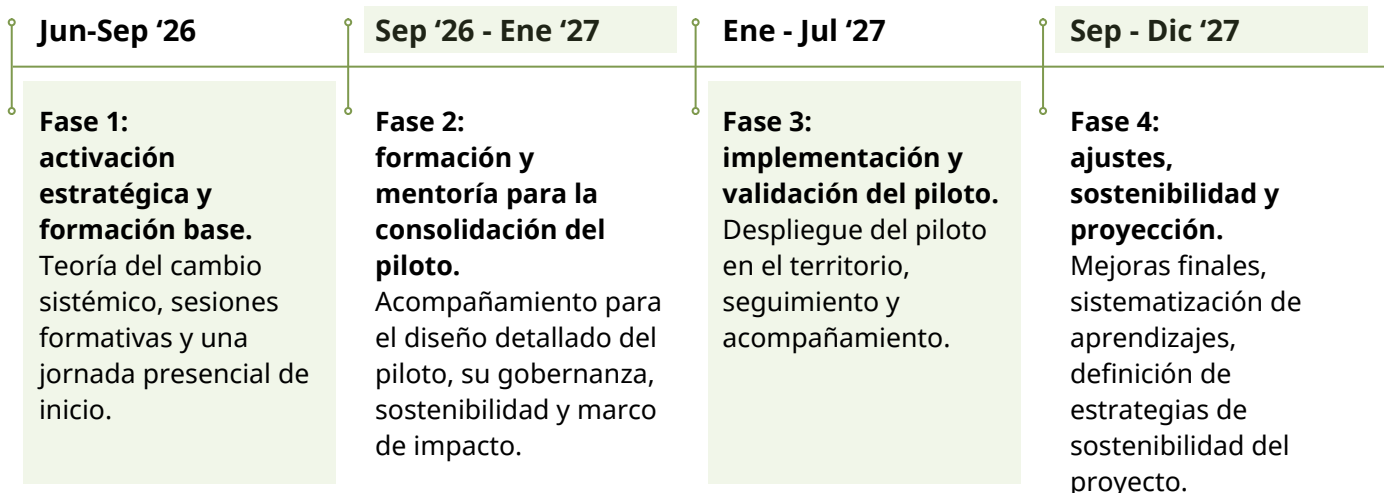 Jun-Sep ‘26
Sep ‘26 - Ene ‘27
Ene - Jul ‘27
Sep - Dic ‘27
Fase 1:
activación
estratégica y
formación base.
Teoría del cambio
sistémico, sesiones
formativas y una
jornada presencial de
inicio.
Fase 2:
formación y
mentoría para la
consolidación del
piloto.
Acompañamiento para
el diseño detallado del
piloto, su gobernanza,
sostenibilidad y marco
de impacto.
Fase 3:
implementación y
validación del piloto.
Despliegue del piloto
en el territorio,
seguimiento y
acompañamiento.
Fase 4:
ajustes,
sostenibilidad y
proyección.
Mejoras finales,
sistematización de
aprendizajes,
definición de
estrategias de
sostenibilidad del
proyecto.